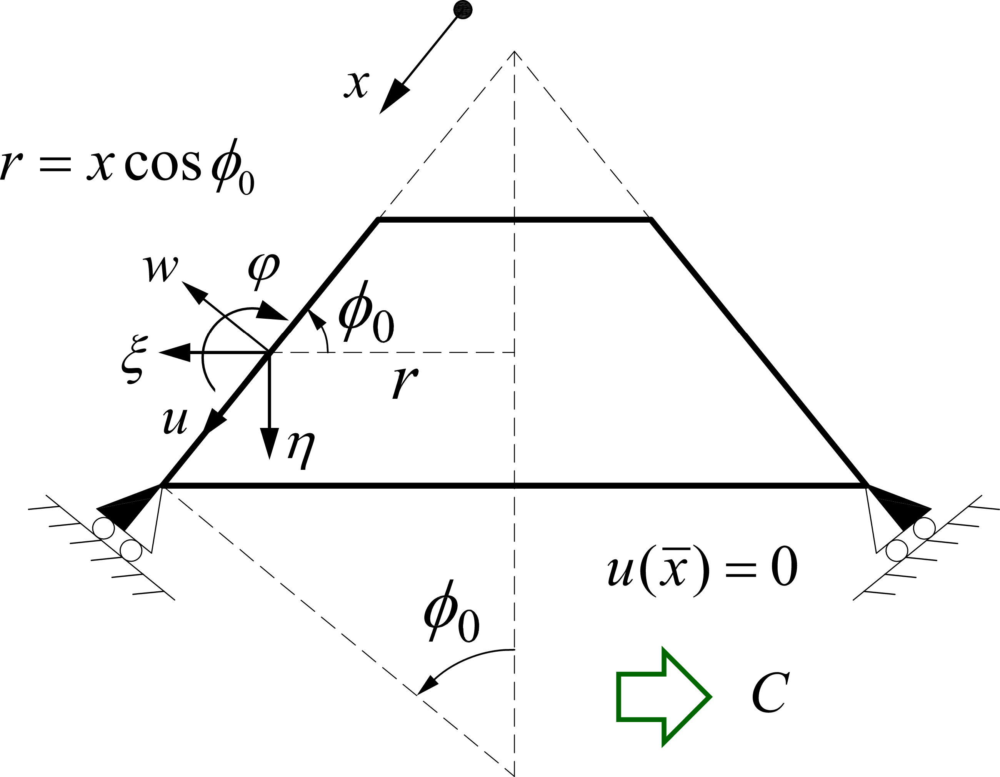 x
r = x cos ϕ₀
w
φ
ϕ₀
ξ
r
u
η
u(x̅) = 0
ϕ₀
C